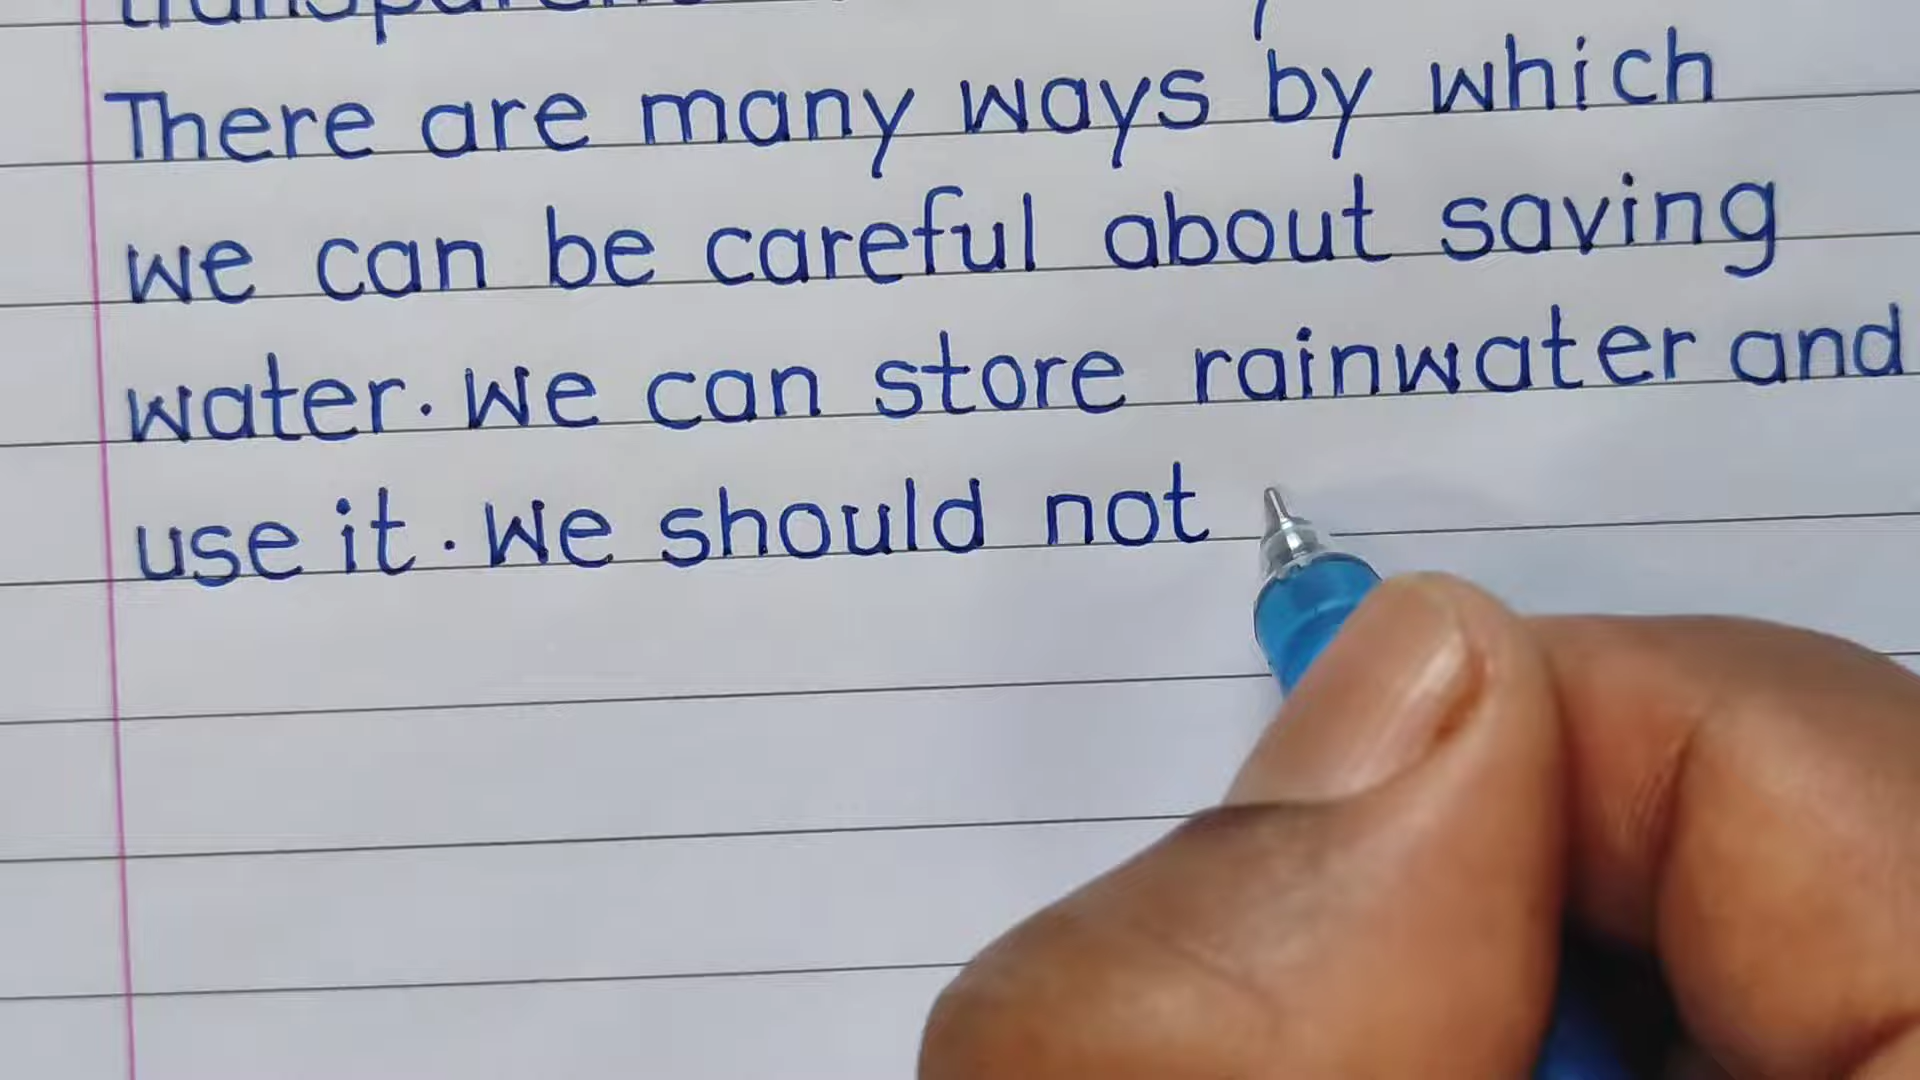 There are many ways by which
we can be careful about saving
water. We can store rainwater and
use it. We should not